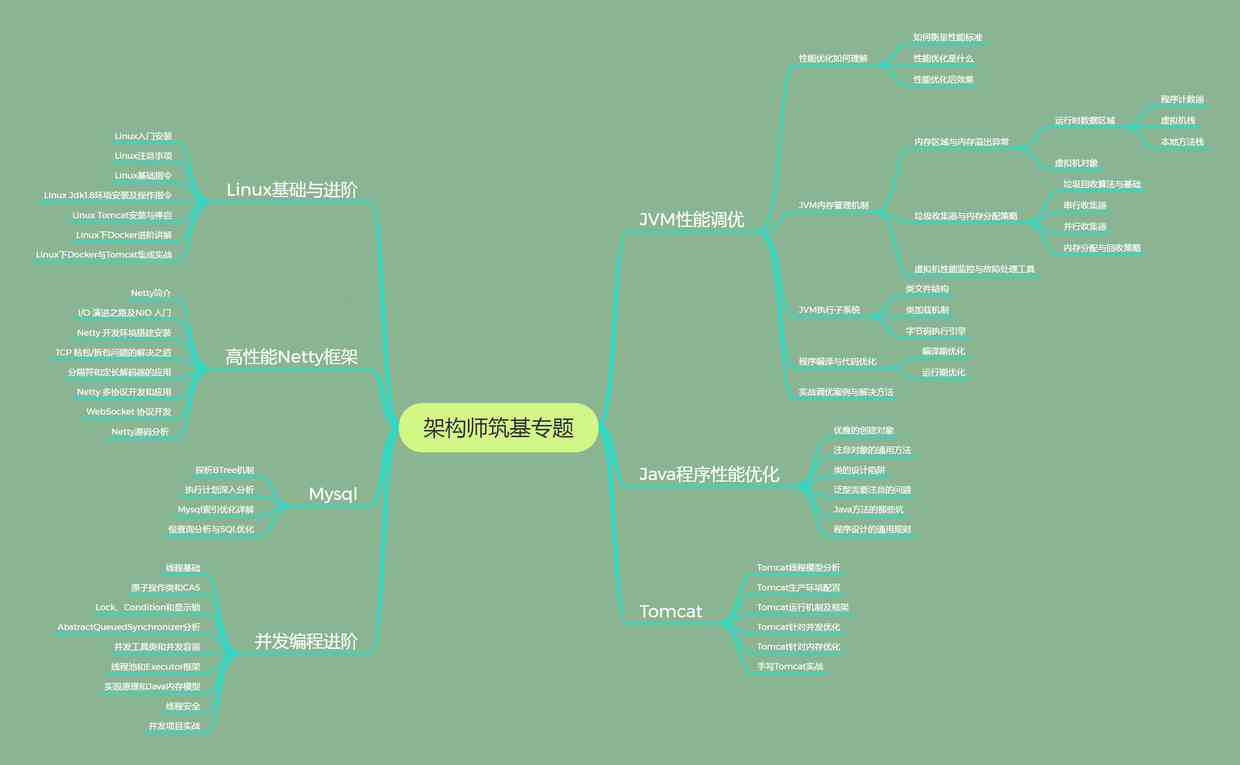 架构师筑基专题
JVM性能调优
性能优化如何理解
如何衡量性能标准
性能优化是什么
性能优化后效果
JVM内存管理机制
内存区域与内存溢出异常
运行时数据区域
程序计数器
虚拟机栈
本地方法栈
虚拟机对象
垃圾收集器与内存分配策略
垃圾回收算法与基础
串行收集器
并行收集器
内存分配与回收策略
虚拟机性能监控与故障处理工具
JVM执行子系统
类文件结构
类加载机制
字节码执行引擎
程序编译与代码优化
编译期优化
运行期优化
实战调优案例与解决方法
Java程序性能优化
优雅的创建对象
注意对象的通用方法
类的设计陷阱
泛型需要注意的问题
Java方法的那些坑
程序设计的通用规则
Tomcat
Tomcat线程模型分析
Tomcat生产环境配置
Tomcat运行机制及框架
Tomcat针对并发优化
Tomcat针对内存优化
手写Tomcat实战
Linux基础与进阶
Linux入门安装
Linux注意事项
Linux基础指令
Linux Jdk1.8环境安装及操作指令
Linux Tomcat安装与停启
Linux下Docker进阶讲解
Linux下Docker与Tomcat集成实战
高性能Netty框架
Netty简介
I/O 演进之路及NIO 入门
Netty 开发环境搭建安装
TCP 粘包/拆包问题的解决之道
分隔符和定长解码器的应用
Netty 多协议开发和应用
WebSocket 协议开发
Netty源码分析
Mysql
探析BTree机制
执行计划深入分析
Mysql索引优化详解
慢查询分析与SQL优化
并发编程进阶
线程基础
原子操作类和CAS
Lock、Condition和显示锁
AbstractQueuedSynchronizer分析
并发工具类和并发容器
线程池和Executor框架
实现原理和Java内存模型
线程安全
并发项目实战